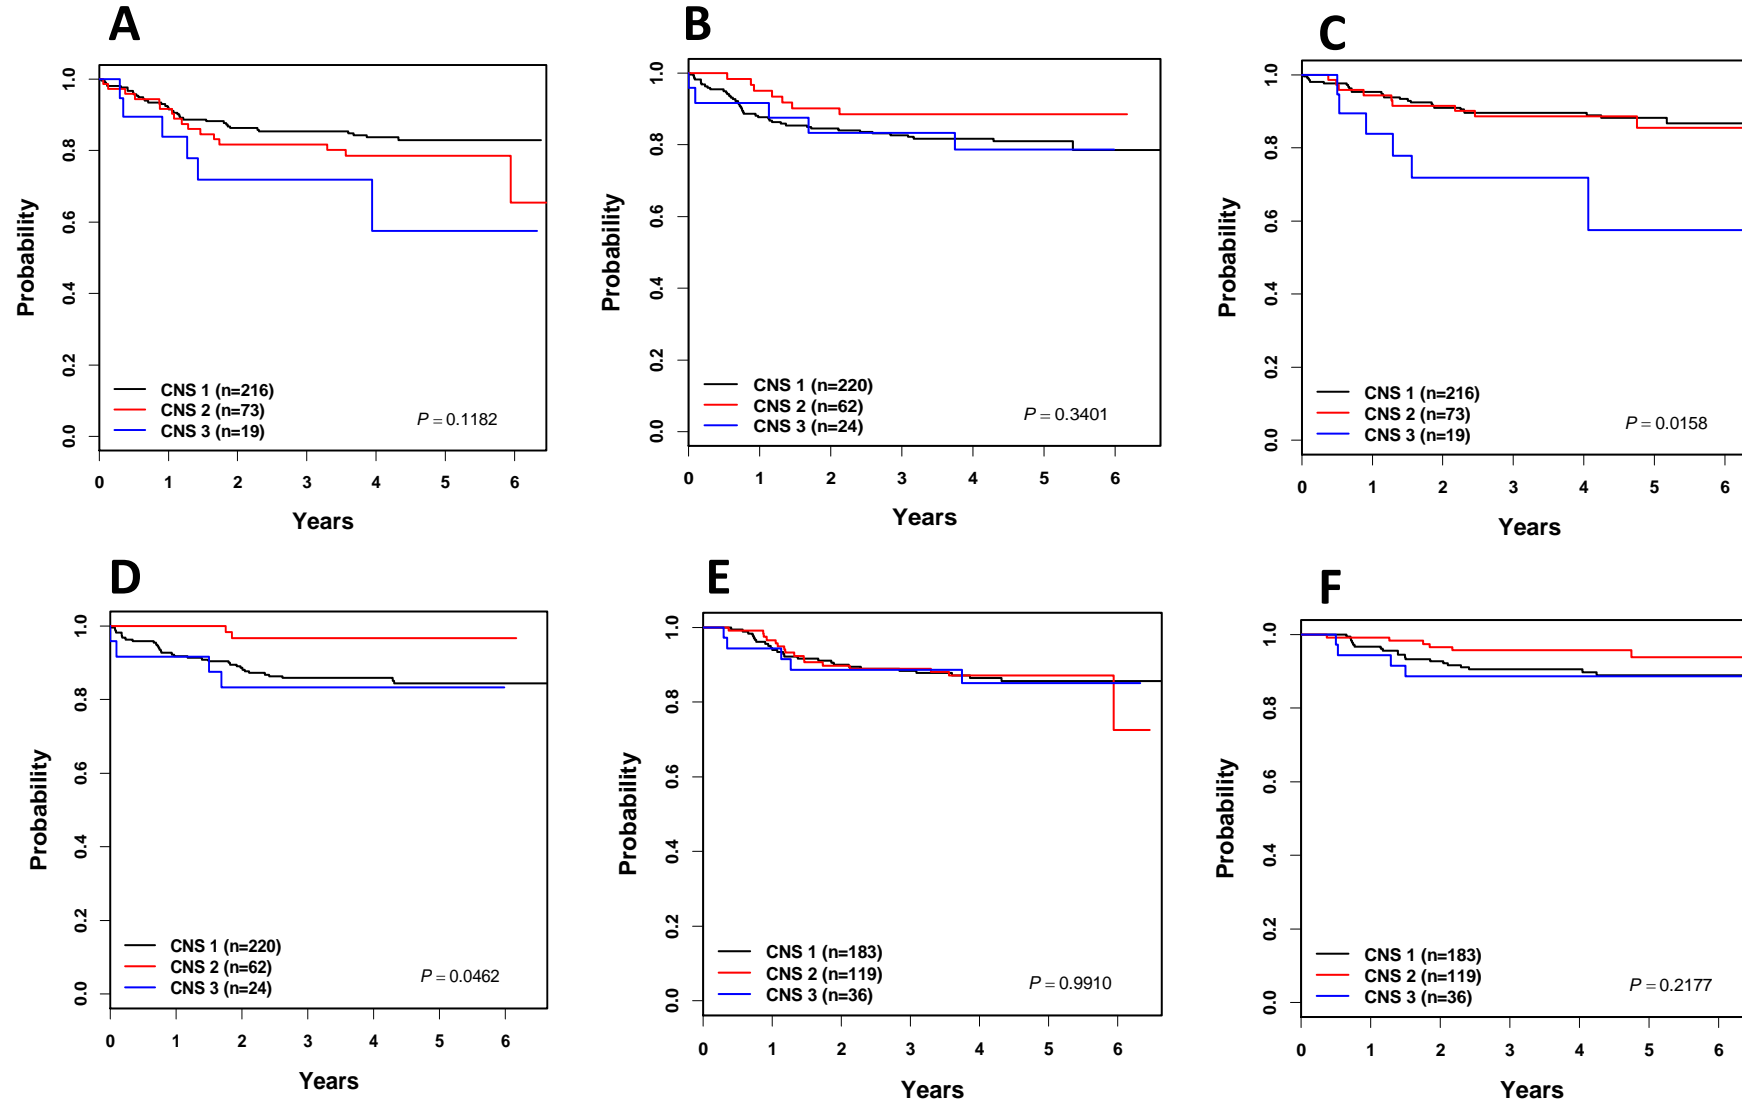 A
1.0
0.8
0.6
0.4
0.2
0.0
Probability
CNS 1 (n=216)
CNS 2 (n=73)
CNS 3 (n=19)
P = 0.1182
0 1 2 3 4 5 6
Years
B
1.0
0.8
0.6
0.4
0.2
0.0
Probability
CNS 1 (n=220)
CNS 2 (n=62)
CNS 3 (n=24)
P = 0.3401
0 1 2 3 4 5 6
Years
C
1.0
0.8
0.6
0.4
0.2
0.0
Probability
CNS 1 (n=216)
CNS 2 (n=73)
CNS 3 (n=19)
P = 0.0158
0 1 2 3 4 5 6
Years
D
1.0
0.8
0.6
0.4
0.2
0.0
Probability
CNS 1 (n=220)
CNS 2 (n=62)
CNS 3 (n=24)
P = 0.0462
0 1 2 3 4 5 6
Years
E
1.0
0.8
0.6
0.4
0.2
0.0
Probability
CNS 1 (n=183)
CNS 2 (n=119)
CNS 3 (n=36)
P = 0.9910
0 1 2 3 4 5 6
Years
F
1.0
0.8
0.6
0.4
0.2
0.0
Probability
CNS 1 (n=183)
CNS 2 (n=119)
CNS 3 (n=36)
P = 0.2177
0 1 2 3 4 5 6
Years